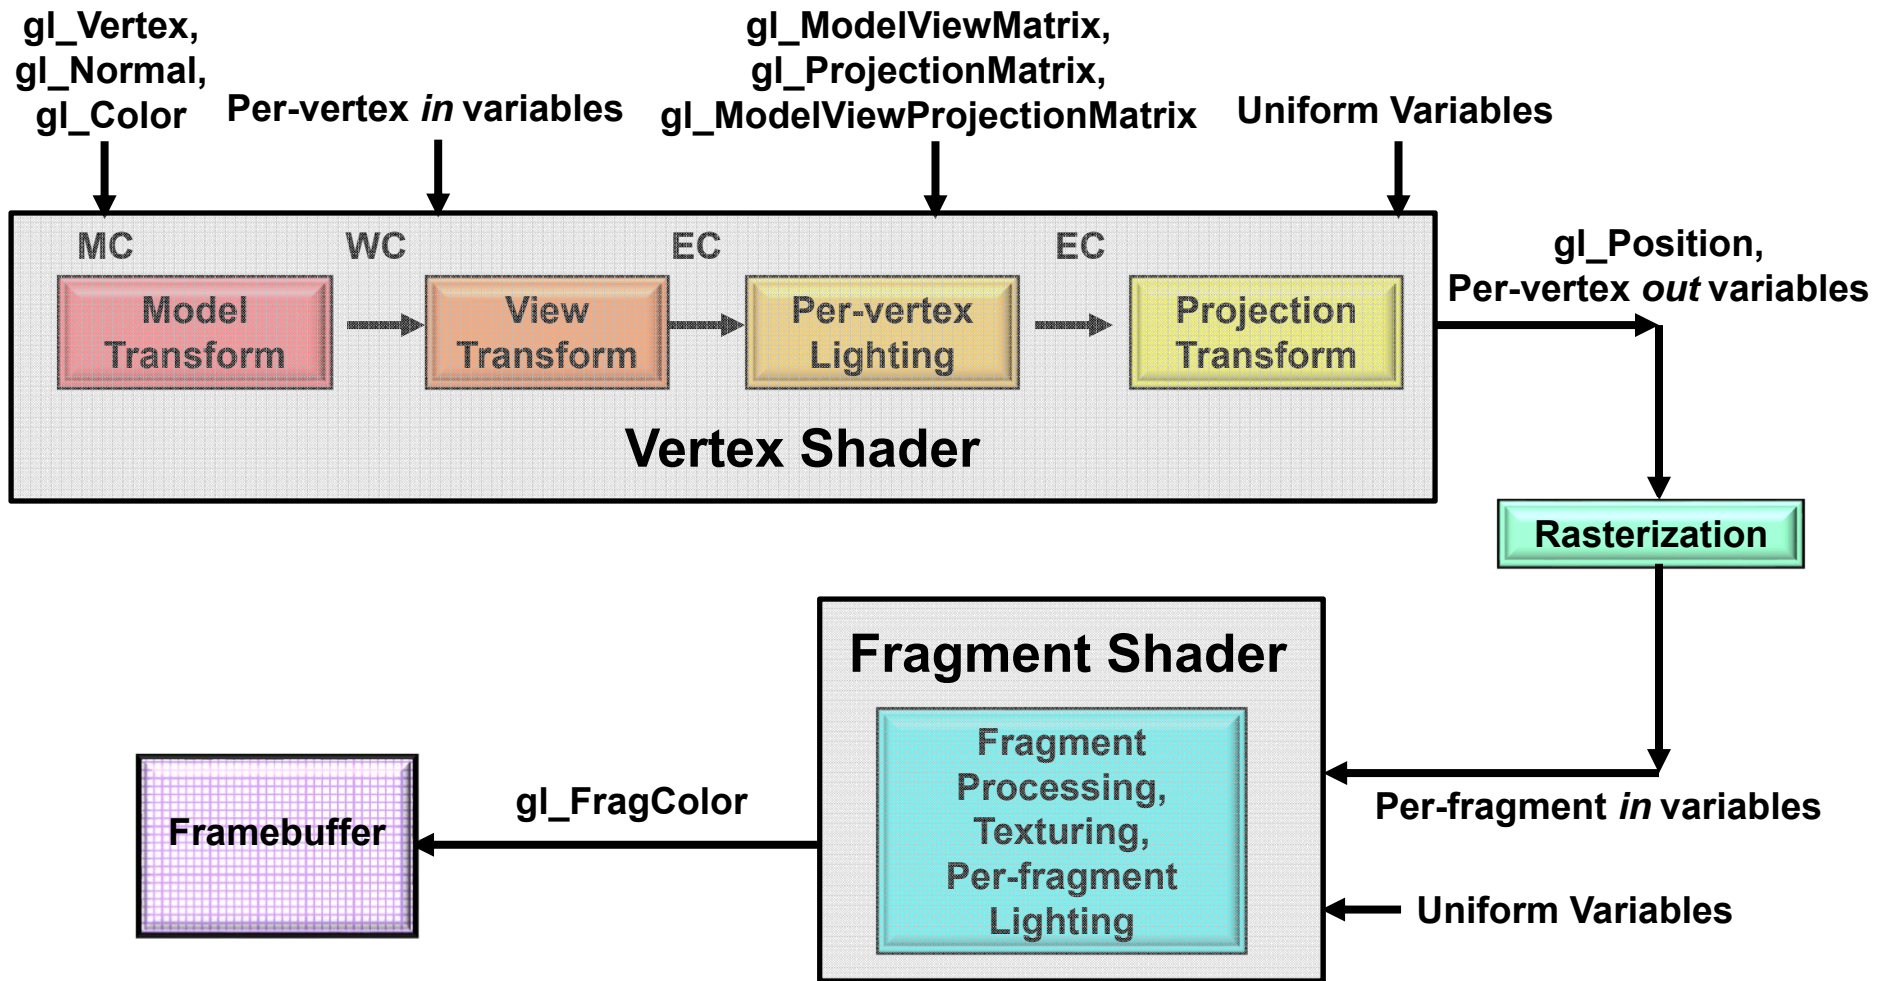 gl_Vertex,
gl_Normal,
gl_Color
Per-vertex in variables
gl_ModelViewMatrix,
gl_ProjectionMatrix,
gl_ModelViewProjectionMatrix
Uniform Variables
MC
WC
EC
EC
Model
Transform
View
Transform
Per-vertex
Lighting
Projection
Transform
Vertex Shader
gl_Position,
Per-vertex out variables
Rasterization
Fragment Shader
Fragment
Processing,
Texturing,
Per-fragment
Lighting
Per-fragment in variables
Uniform Variables
gl_FragColor
Framebuffer